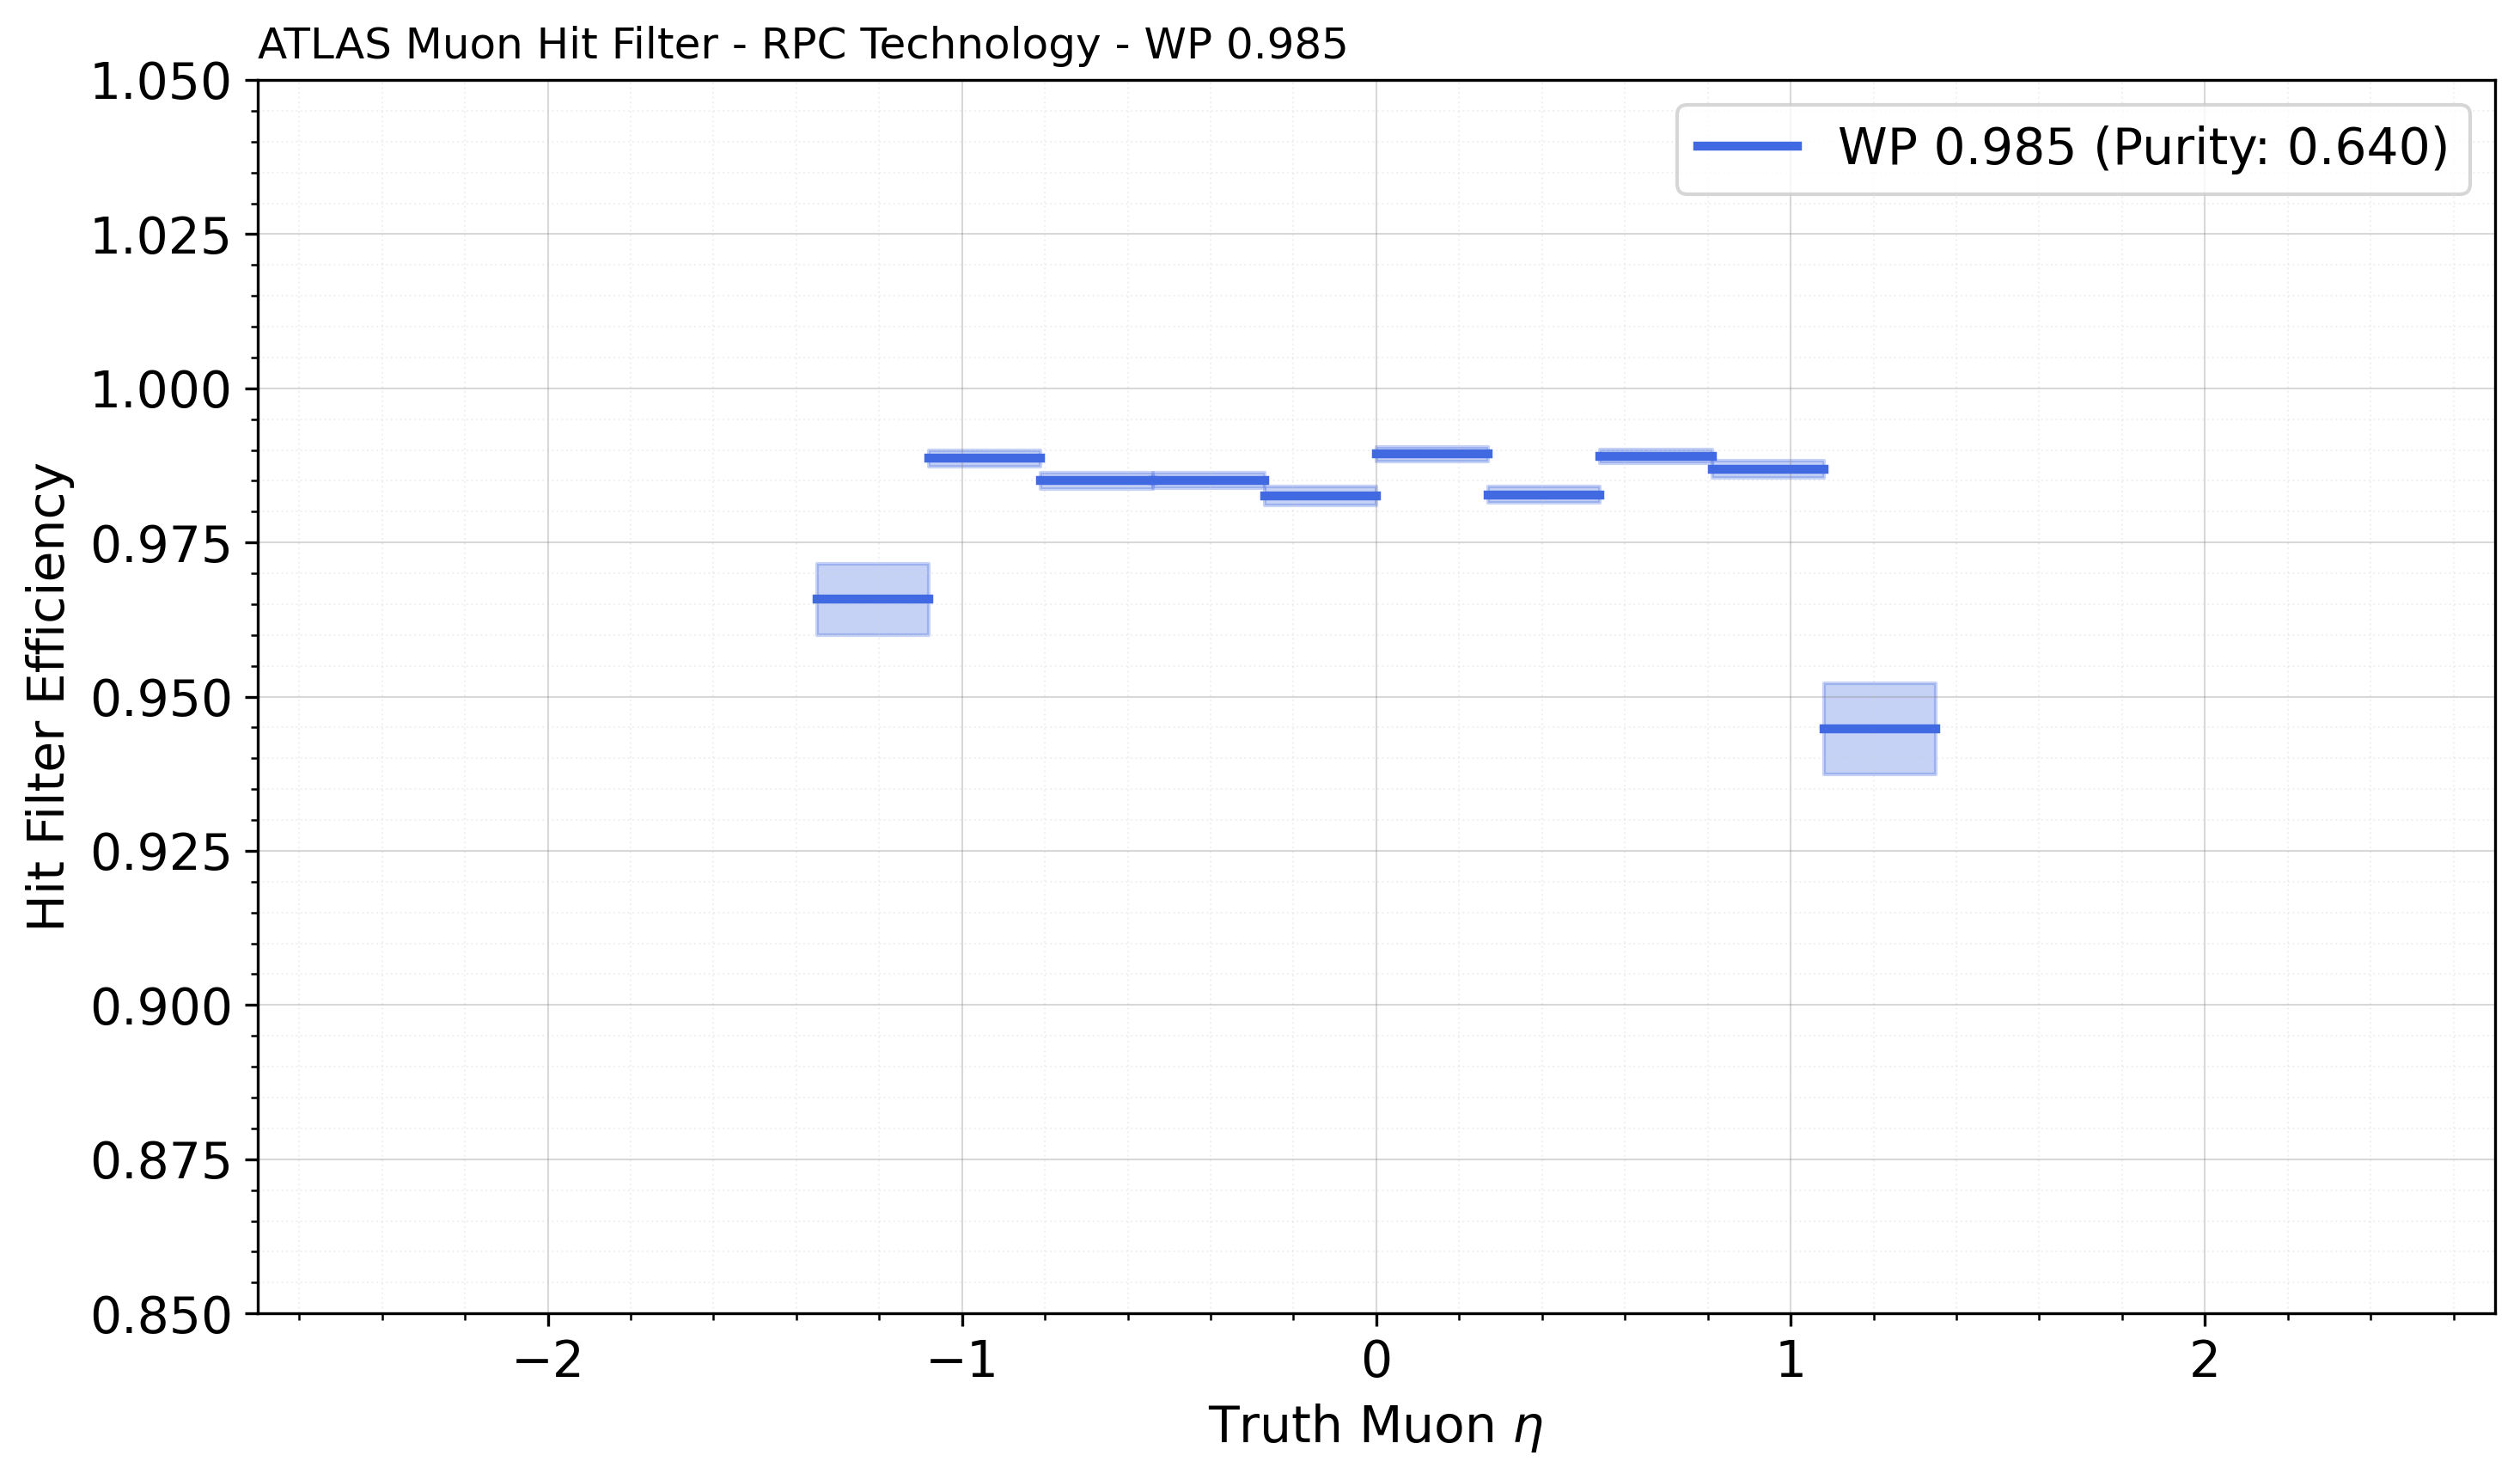 ATLAS Muon Hit Filter - RPC Technology - WP 0.985
WP 0.985 (Purity: 0.640)
Hit Filter Efficiency
1.050
1.025
1.000
0.975
0.950
0.925
0.900
0.875
0.850
−2 −1 0 1 2
Truth Muon η